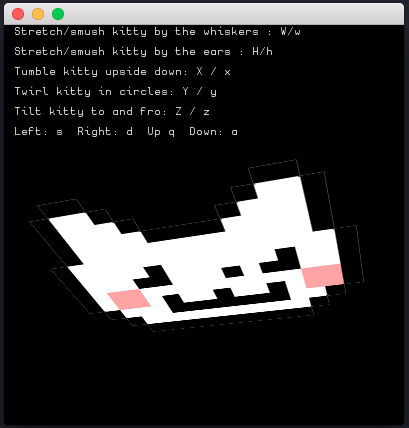 Stretch/smush kitty by the whiskers : W/w
Stretch/smush kitty by the ears : H/h
Tumble kitty upside down: X / x
Twirl kitty in circles: Y / y
Tilt kitty to and fro: Z / z
Left: s  Right: d  Up q  Down: a